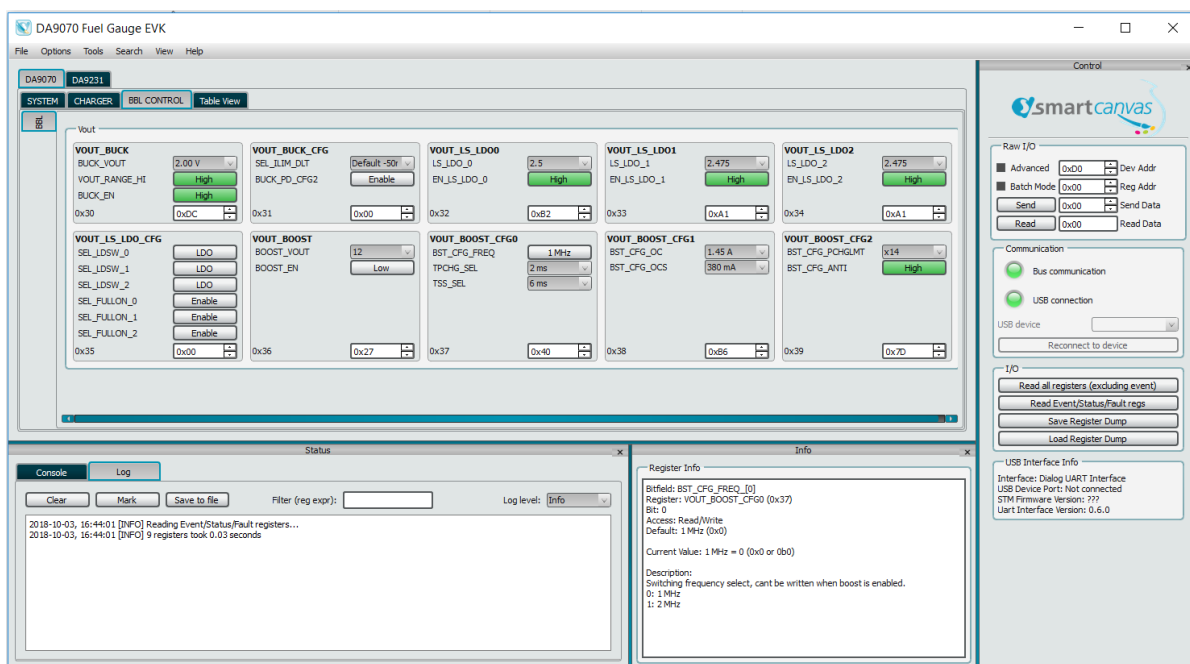 DA9070 Fuel Gauge EVK
File Options Tools Search View Help
DA9070 DA9231
SYSTEM CHARGER BBL CONTROL Table View
BBL
Vout
VOUT_BUCK
BUCK_VOUT 2.00 V
VOUT_RANGE_HI High
BUCK_EN High
0x30 0xDC
VOUT_BUCK_CFG
SEL_ILIM_DLT Default -50r
BUCK_PD_CFG2 Enable
0x31 0x00
VOUT_LS_LDO0
LS_LDO_0 2.5
EN_LS_LDO_0 High
0x32 0xB2
VOUT_LS_LDO1
LS_LDO_1 2.475
EN_LS_LDO_1 High
0x33 0xA1
VOUT_LS_LDO2
LS_LDO_2 2.475
EN_LS_LDO_2 High
0x34 0xA1
VOUT_LS_LDO_CFG
SEL_LDSW_0 LDO
SEL_LDSW_1 LDO
SEL_LDSW_2 LDO
SEL_FULLON_0 Enable
SEL_FULLON_1 Enable
SEL_FULLON_2 Enable
0x35 0x00
VOUT_BOOST
BOOST_VOUT 12
BOOST_EN Low
0x36 0x27
VOUT_BOOST_CFG0
BST_CFG_FREQ 1 MHz
TPCHG_SEL 2 ms
TSS_SEL 6 ms
0x37 0x40
VOUT_BOOST_CFG1
BST_CFG_OC 1.45 A
BST_CFG_OCS 380 mA
0x38 0xB6
VOUT_BOOST_CFG2
BST_CFG_PCHGLMT x14
BST_CFG_ANTI High
0x39 0x7D
Status
Console Log
Clear Mark Save to file Filter (reg expr): Log level: Info
2018-10-03, 16:44:01 [INFO] Reading Event/Status/Fault registers...
2018-10-03, 16:44:01 [INFO] 9 registers took 0.03 seconds
Info
Register Info
Bitfield: BST_CFG_FREQ_[0]
Register: VOUT_BOOST_CFG0 (0x37)
Bit: 0
Access: Read/Write
Default: 1 MHz (0x0)
Current Value: 1 MHz = 0 (0x0 or 0b0)
Description:
Switching frequency select, cant be written when boost is enabled.
0: 1 MHz
1: 2 MHz
Control
smartcanvas
Raw I/O
Advanced 0xD0 Dev Addr
Batch Mode 0x00 Reg Addr
Send 0x00 Send Data
Read 0x00 Read Data
Communication
Bus communication
USB connection
USB device
Reconnect to device
I/O
Read all registers (excluding event)
Read Event/Status/Fault regs
Save Register Dump
Load Register Dump
USB Interface Info
Interface: Dialog UART Interface
USB Device Port: Not connected
STM Firmware Version: ???
Uart Interface Version: 0.6.0